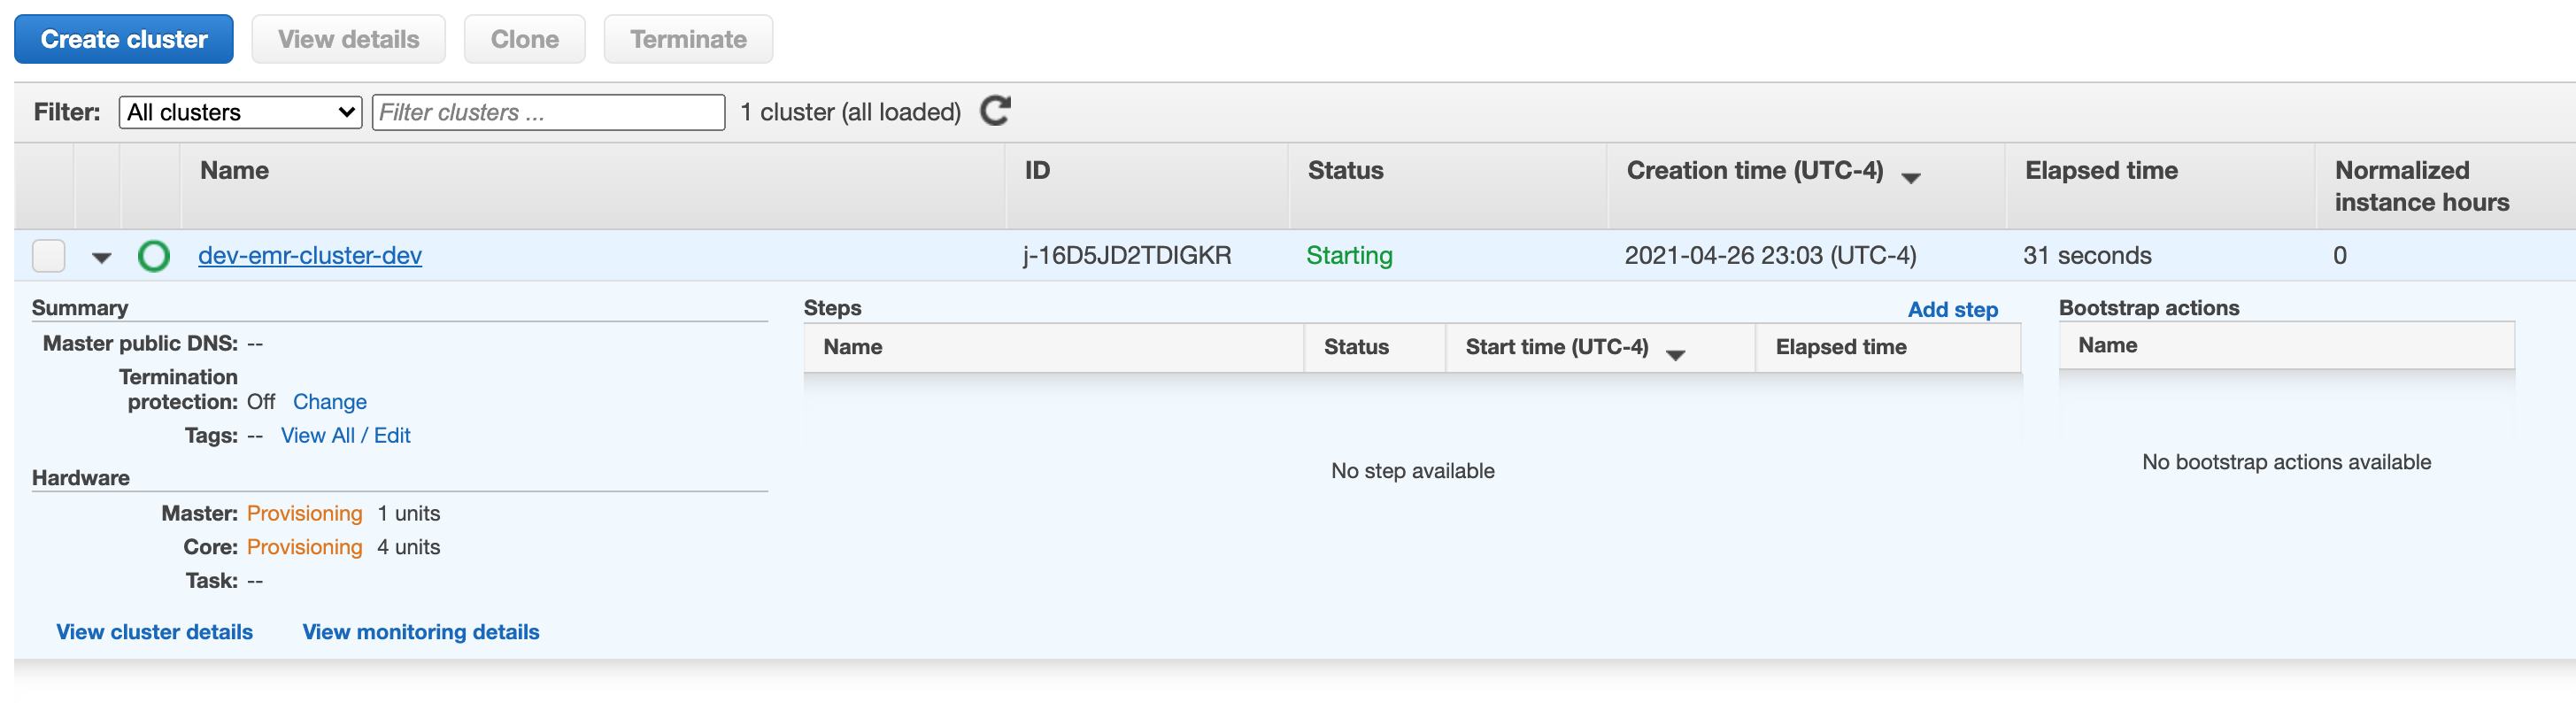 Create cluster View details Clone Terminate
Filter: All clusters Filter clusters ... 1 cluster (all loaded)
Name ID Status Creation time (UTC-4) Elapsed time Normalized instance hours
dev-emr-cluster-dev j-16D5JD2TDIGKR Starting 2021-04-26 23:03 (UTC-4) 31 seconds 0
Summary
Master public DNS: --
Termination protection: Off Change
Tags: -- View All / Edit
Hardware
Master: Provisioning 1 units
Core: Provisioning 4 units
Task: --
View cluster details View monitoring details
Steps Add step
Name Status Start time (UTC-4) Elapsed time
No step available
Bootstrap actions
Name
No bootstrap actions available